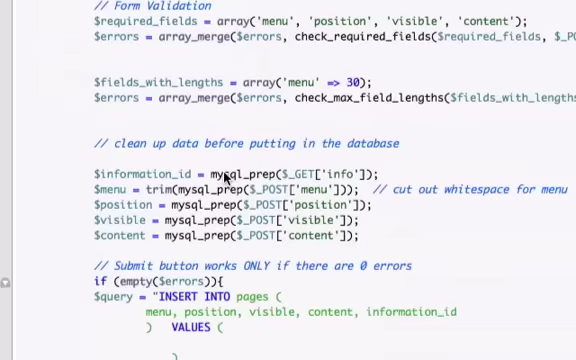 // Form Validation
$required_fields = array('menu', 'position', 'visible', 'content');
$errors = array_merge($errors, check_required_fields($required_fields, $_PO
$fields_with_lengths = array('menu' => 30);
$errors = array_merge($errors, check_max_field_lengths($fields_with_lengths
// clean up data before putting in the database
$information_id = mysql_prep($_GET['info']);
$menu = trim(mysql_prep($_POST['menu'])); // cut out whitespace for menu
$position = mysql_prep($_POST['position']);
$visible = mysql_prep($_POST['visible']);
$content = mysql_prep($_POST['content']);
// Submit button works ONLY if there are 0 errors
if (empty($errors)){
$query = "INSERT INTO pages (
menu, position, visible, content, information_id
) VALUES (
)